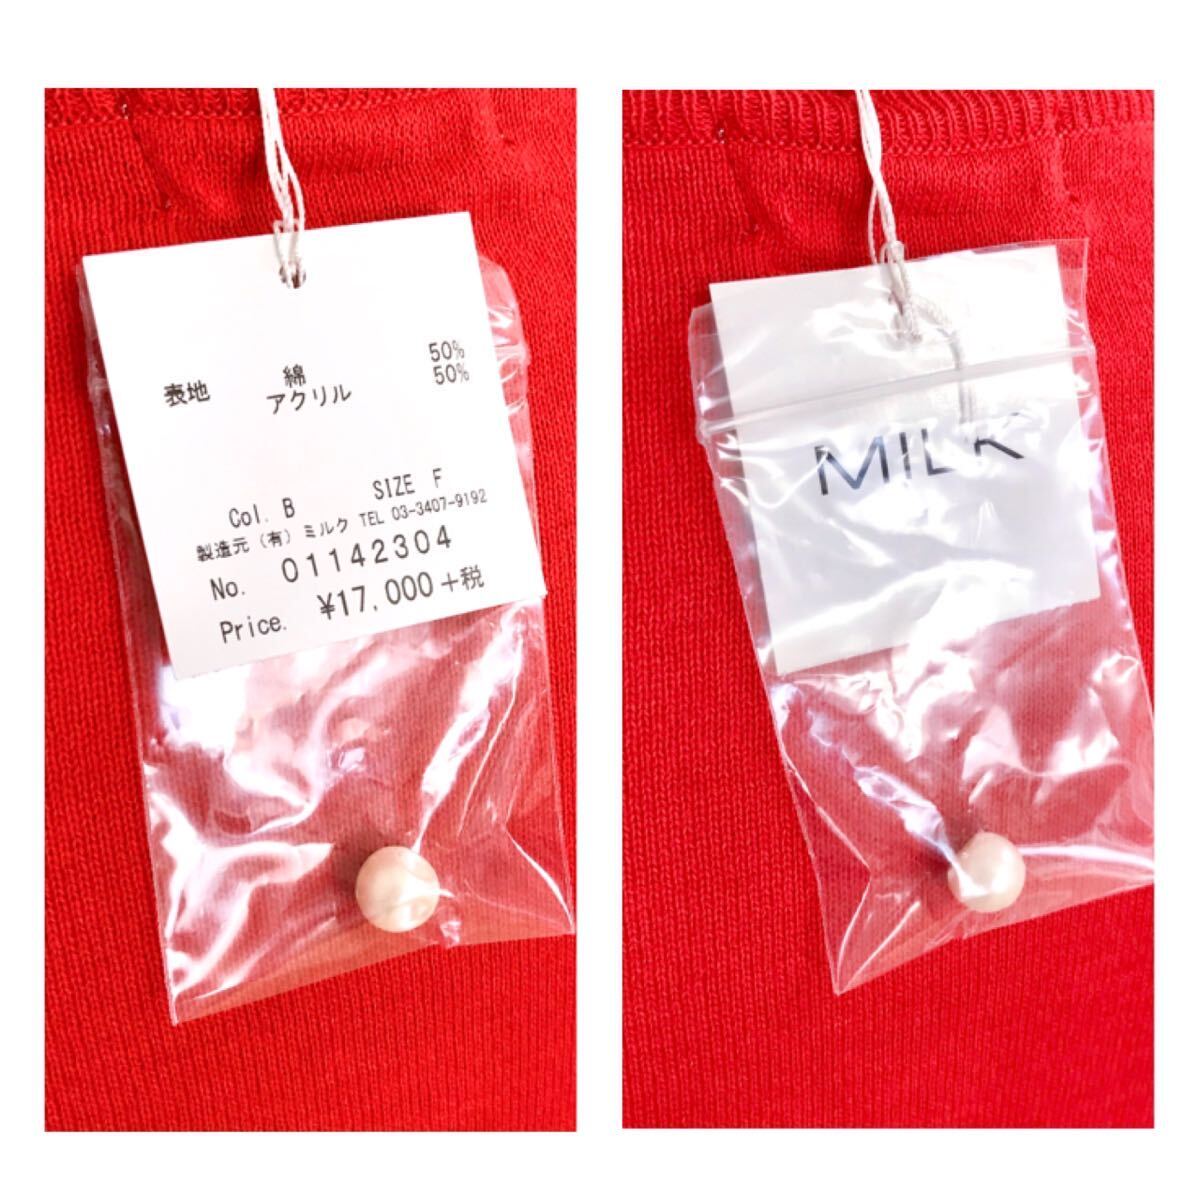 表地 綿 50%
アクリル 50%
Col. B SIZE F
製造元(有)ミルク TEL 03-3407-9192
No. 01142304
Price. ¥17,000+税
MILK